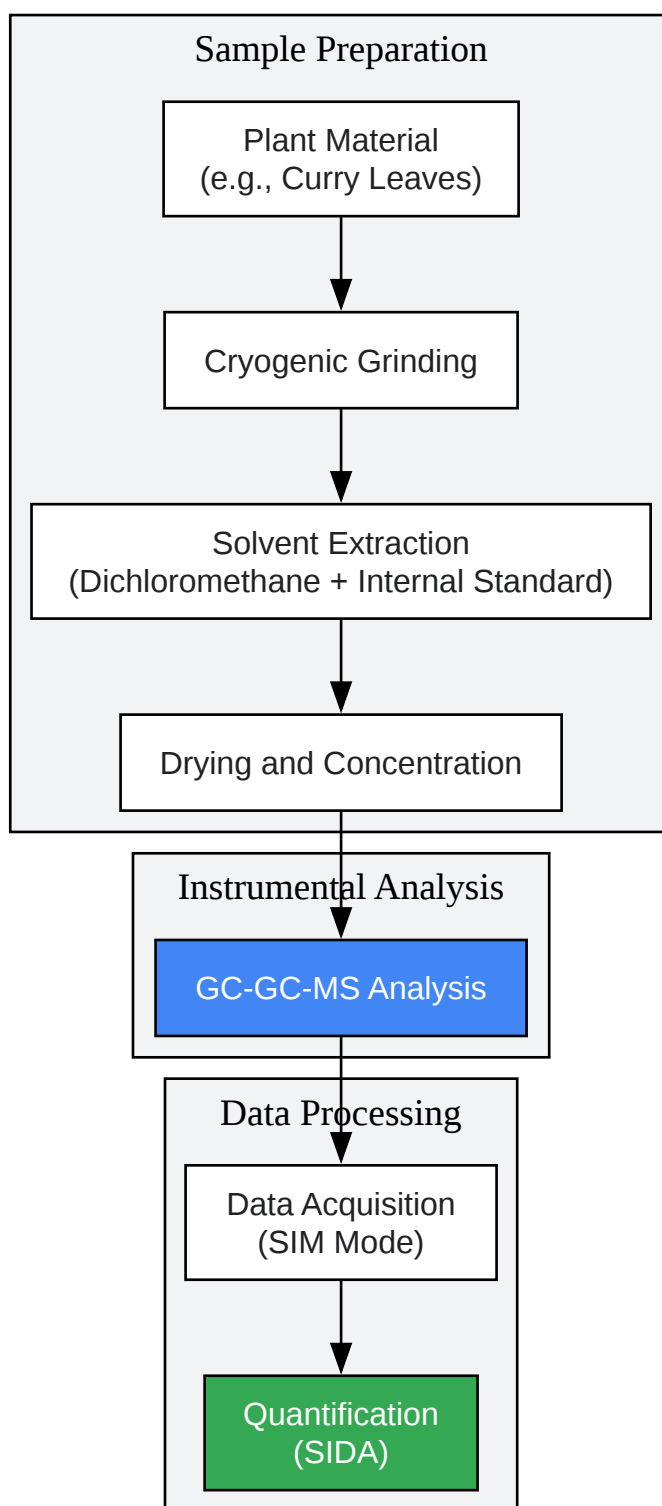 Sample Preparation
Plant Material
(e.g., Curry Leaves)
Cryogenic Grinding
Solvent Extraction
(Dichloromethane + Internal Standard)
Drying and Concentration
Instrumental Analysis
GC-GC-MS Analysis
Data Processing
Data Acquisition
(SIM Mode)
Quantification
(SIDA)